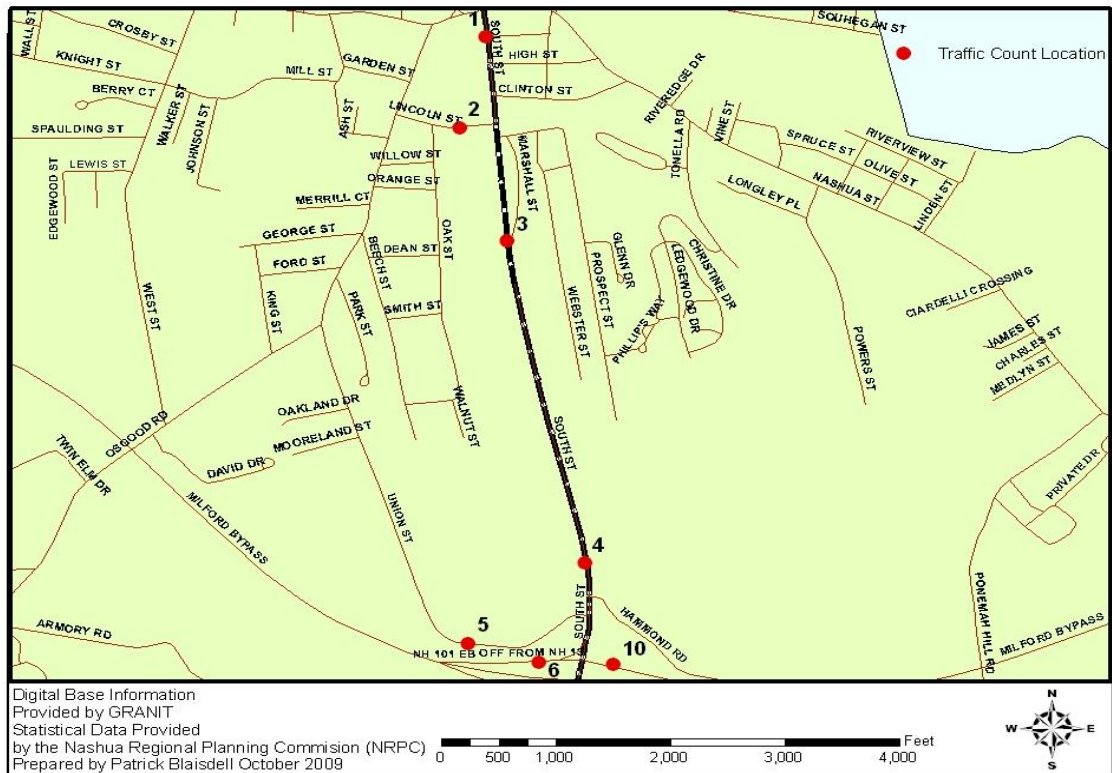 1
SOUHEGAN ST
WALL ST
CROSBY ST
SOUTH ST
Traffic Count Location
KNIGHT ST
GARDEN ST
HIGH ST
MILL ST
BERRY CT
CLINTON ST
RIVEREDGE DR
WALKER ST
JOHNSON ST
ASH ST
LINCOLN ST
2
SPAULDING ST
MARSHALL ST
TONELLA RD
VINE ST
SPRUCE ST
RIVERVIEW ST
LEWIS ST
WILLOW ST
OLIVE ST
EDGEWOOD ST
ORANGE ST
LONGLEY PL
NASHUA ST
LINDEN ST
MERRILL CT
GEORGE ST
3
OAK ST
DEAN ST
BEECH ST
GLENN DR
LEDGEWOOD DR
CHRISTINE DR
FORD ST
PROSPECT ST
WEST ST
KING ST
PARK ST
SMITH ST
WEBSTER ST
PHILLIP'S WAY
CIARDELLI CROSSING
POWERS ST
JAMES ST
CHARLES ST
MEDLYN ST
OAKLAND DR
WALNUT ST
OSGOOD RD
MOORELAND ST
SOUTH ST
TWIN ELM DR
DAVID DR
PRIVATE DR
MILFORD BYPASS
UNION ST
4
PONEMAH HILL RD
SOUTH ST
HAMMOND RD
ARMORY RD
5
MILFORD BYPASS
NH 101 EB OFF FROM NH 13
6
10
Digital Base Information
Provided by GRANIT
Statistical Data Provided
by the Nashua Regional Planning Commision (NRPC)
Prepared by Patrick Blaisdell October 2009
Feet
0 500 1,000 2,000 3,000 4,000
N
W E
S